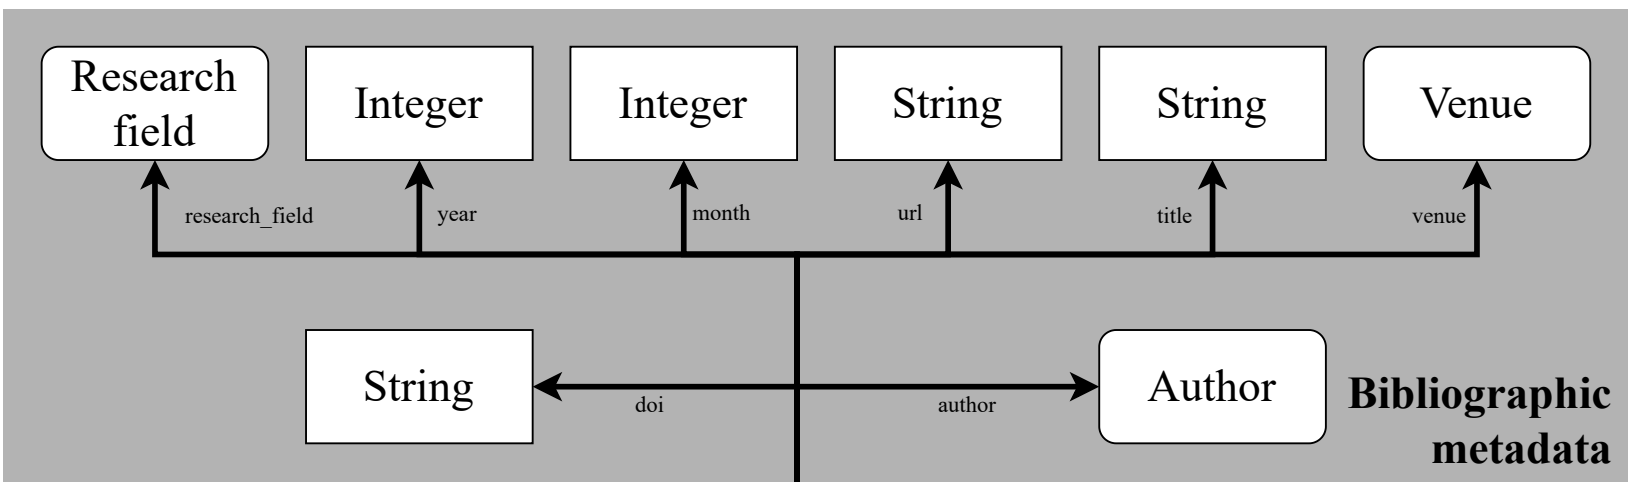 Research
field
Integer
Integer
String
String
Venue
research_field
year
month
url
title
venue
String
doi
author
Author
Bibliographic
metadata